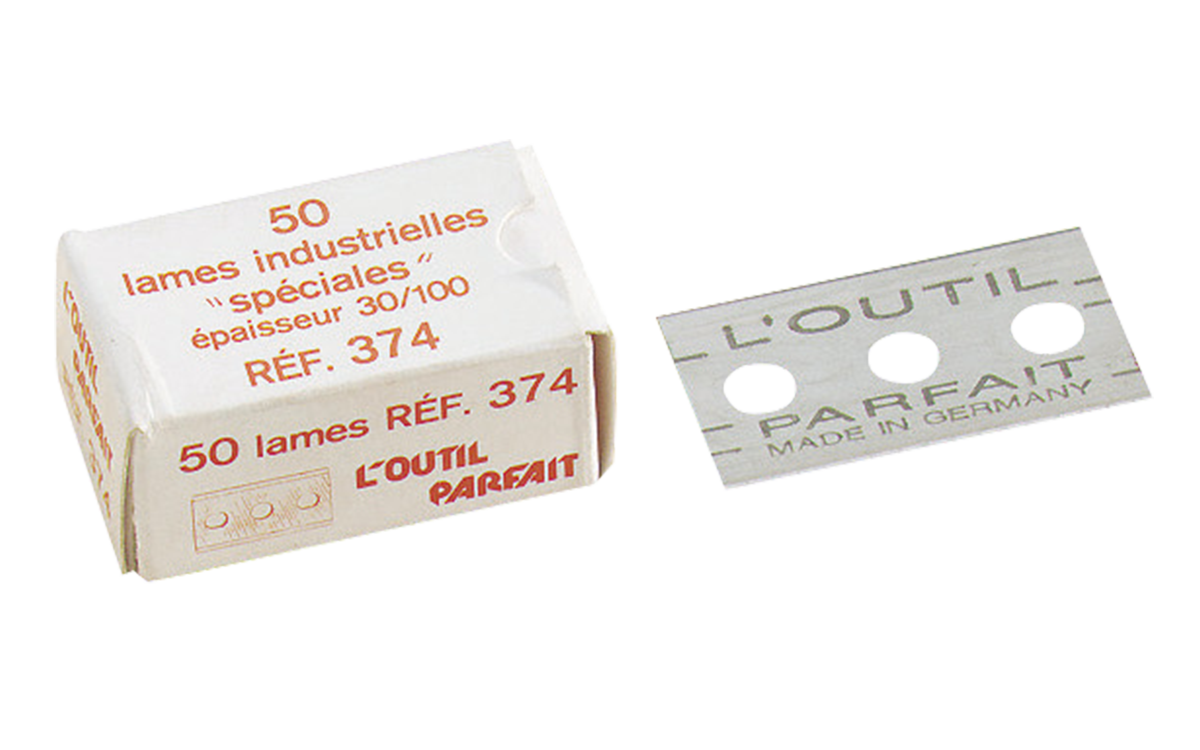 50
lames industrielles
"spéciales"
épaisseur 30/100
RÉF. 374
50 lames RÉF. 374
L'OUTIL
PARFAIT
L'OUTIL
PARFAIT
374
L'OUTIL
PARFAIT
MADE IN GERMANY